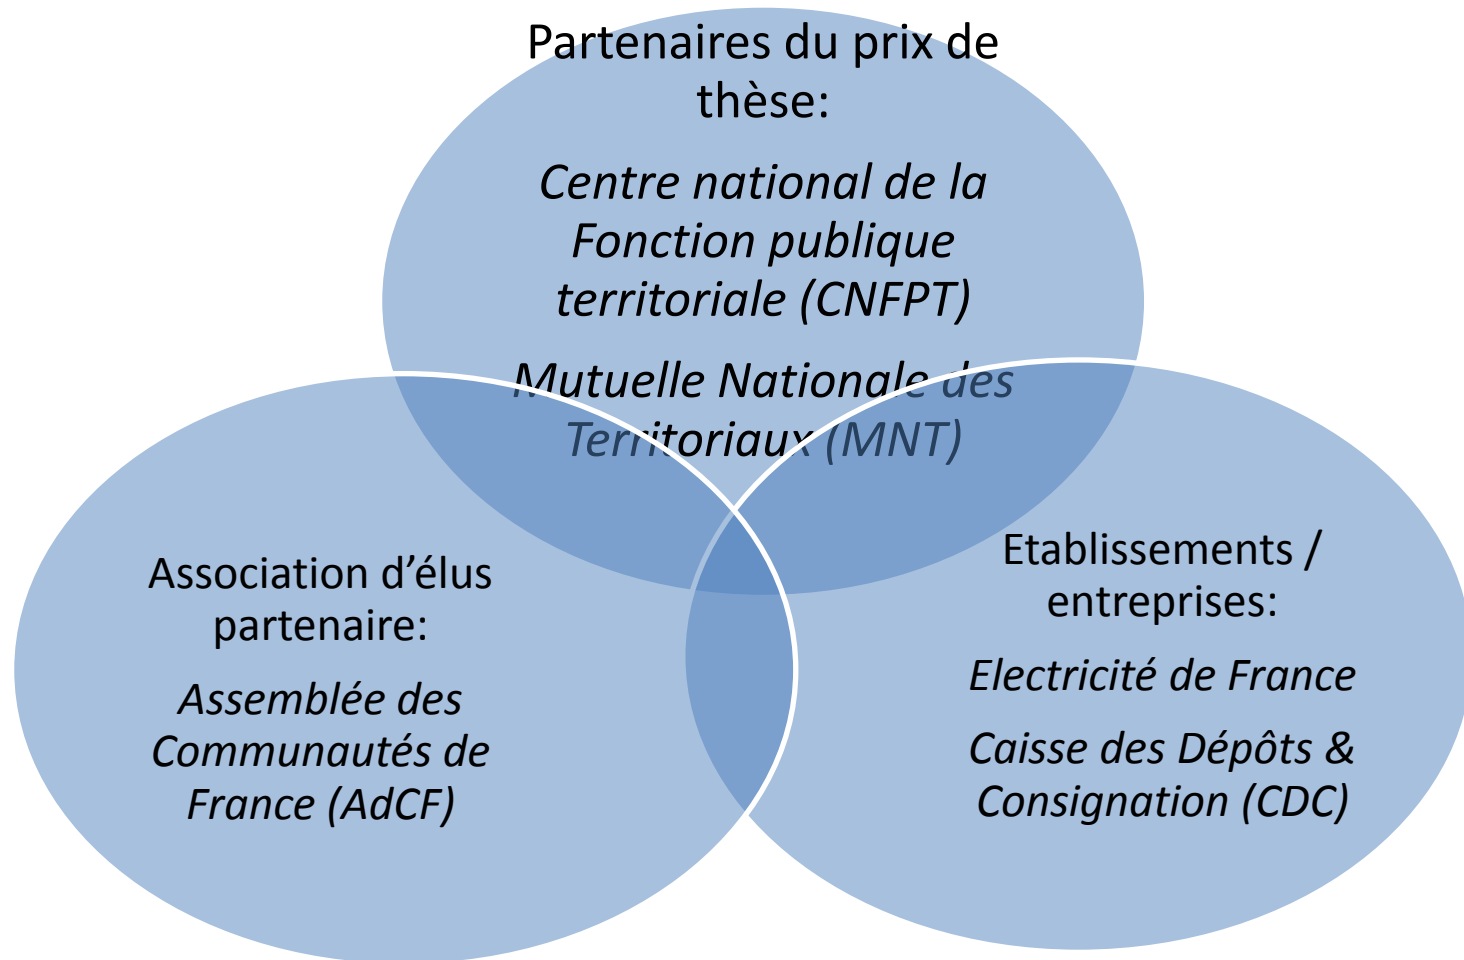 Partenaires du prix de
thèse:
Centre national de la
Fonction publique
territoriale (CNFPT)
Mutuelle Nationale des
Territoriaux (MNT)
Association d’élus
partenaire:
Assemblée des
Communautés de
France (AdCF)
Etablissements /
entreprises:
Electricité de France
Caisse des Dépôts &
Consignation (CDC)